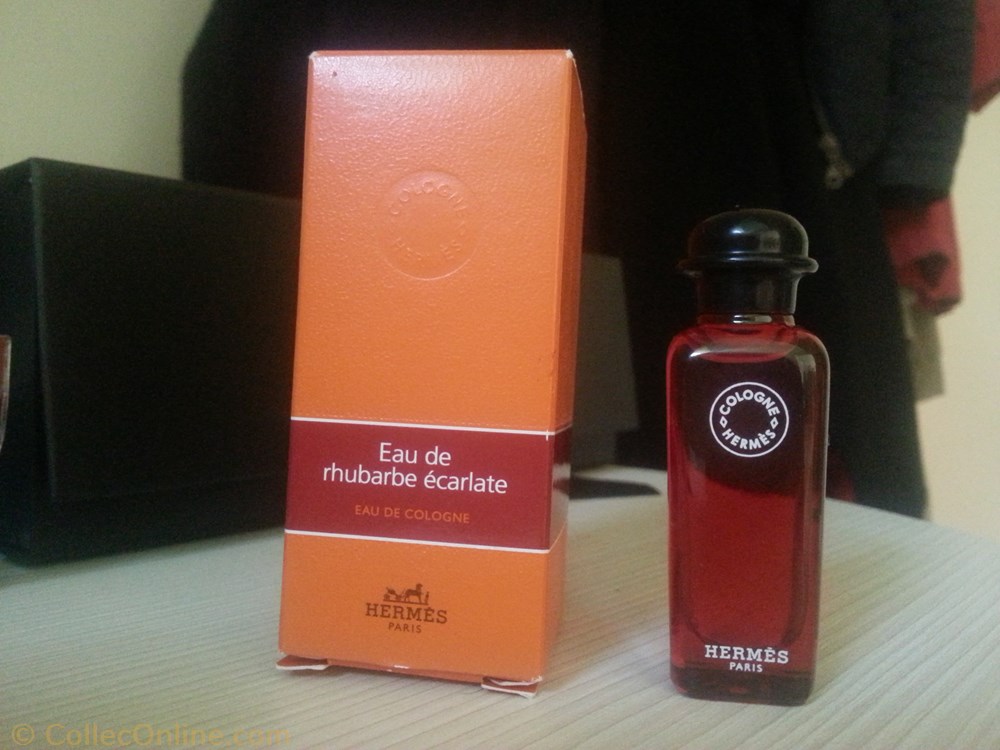 COLOGNE
HERMÈS
Eau de
rhubarbe écarlate
EAU DE COLOGNE
HERMÈS
PARIS
COLOGNE
HERMÈS
HERMÈS
PARIS
© CollecOnline.com